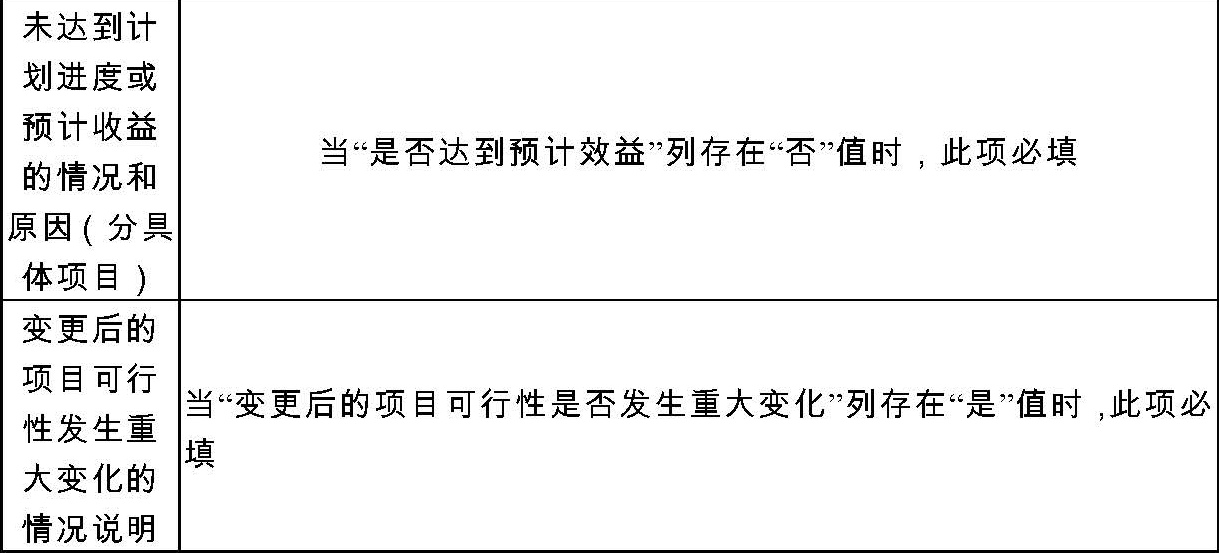 未达到计
划进度或
预计收益
的情况和
原因(分具
体项目)
当“是否达到预计效益”列存在“否”值时,此项必填
变更后的
项目可行
性发生重
大变化的
情况说明
当“变更后的项目可行性是否发生重大变化”列存在“是”值时,此项必
填